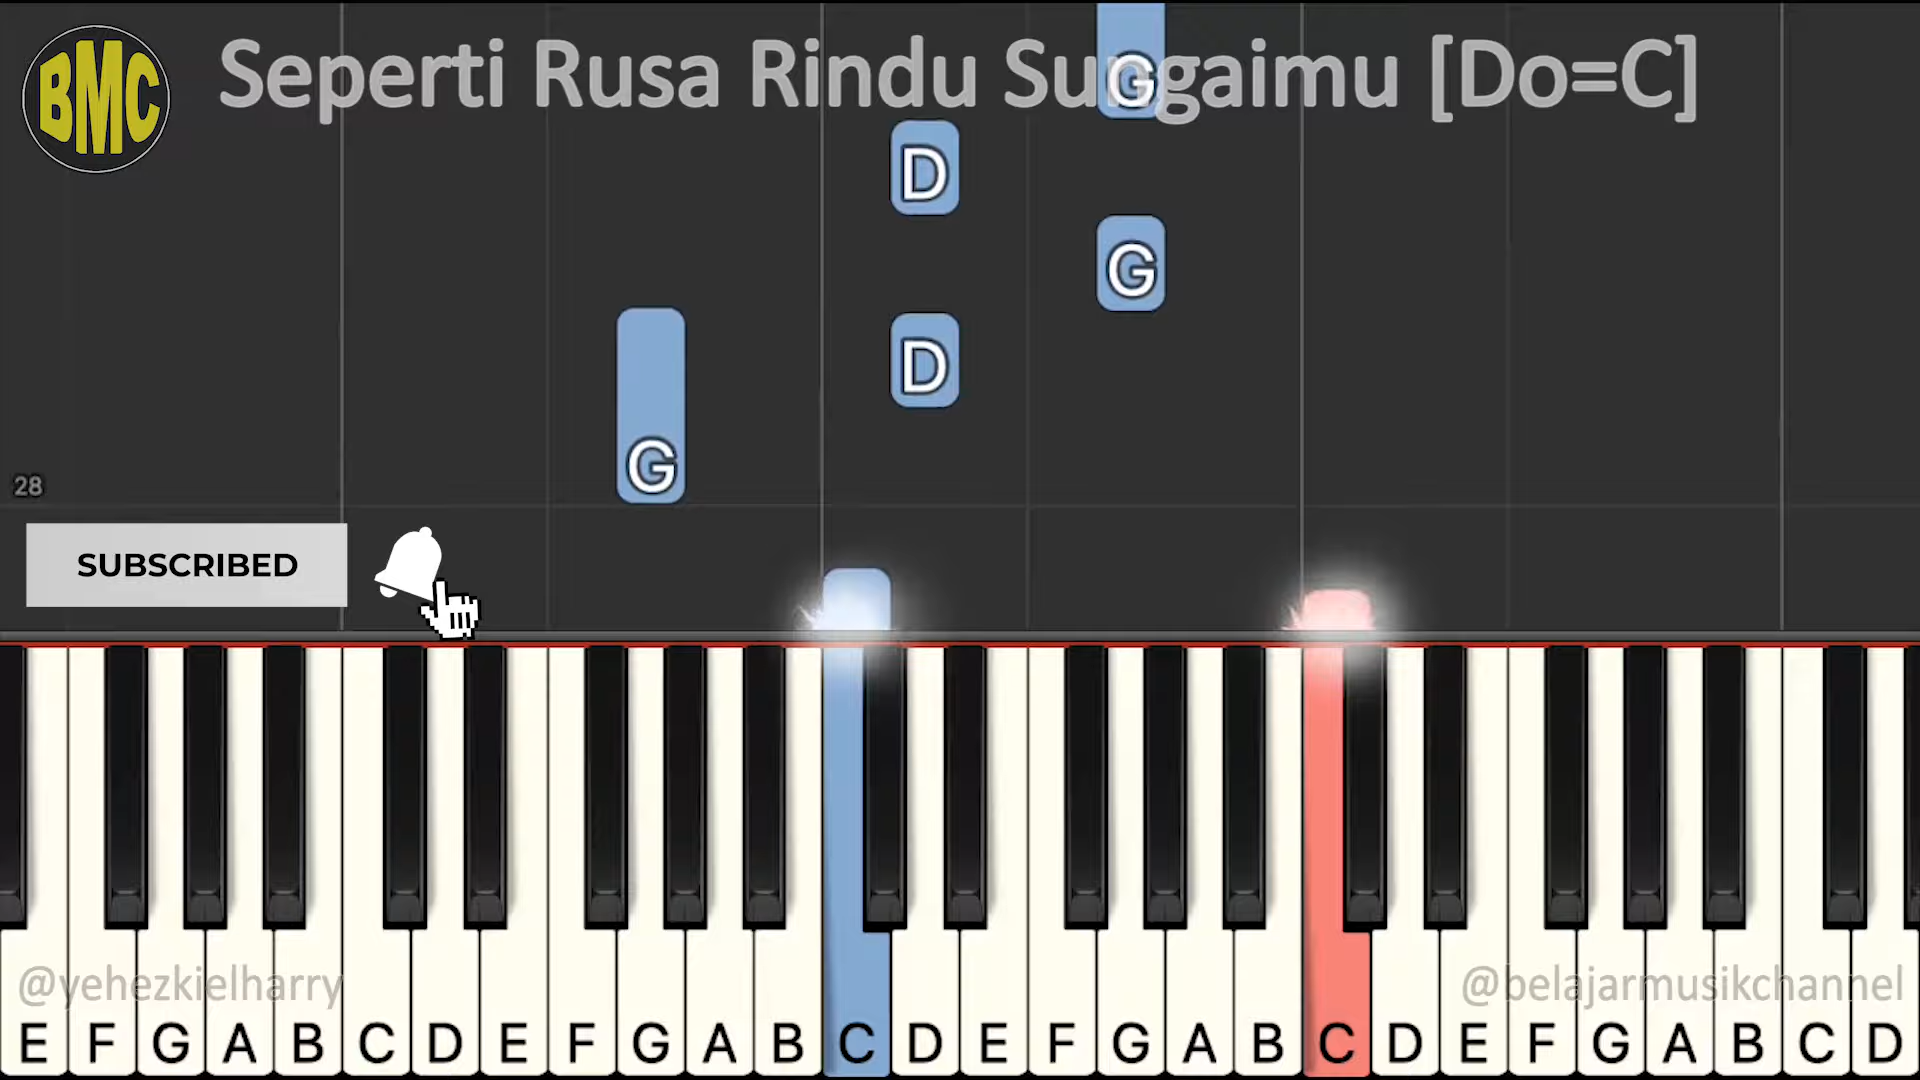 BMC
Seperti Rusa Rindu Sungaimu [Do=C]
G
D
G
D
G
28
SUBSCRIBED
@yehezkielharry
@belajarmusikchannel
E F G A B C D E F G A B C D E F G A B C D E F G A B C D